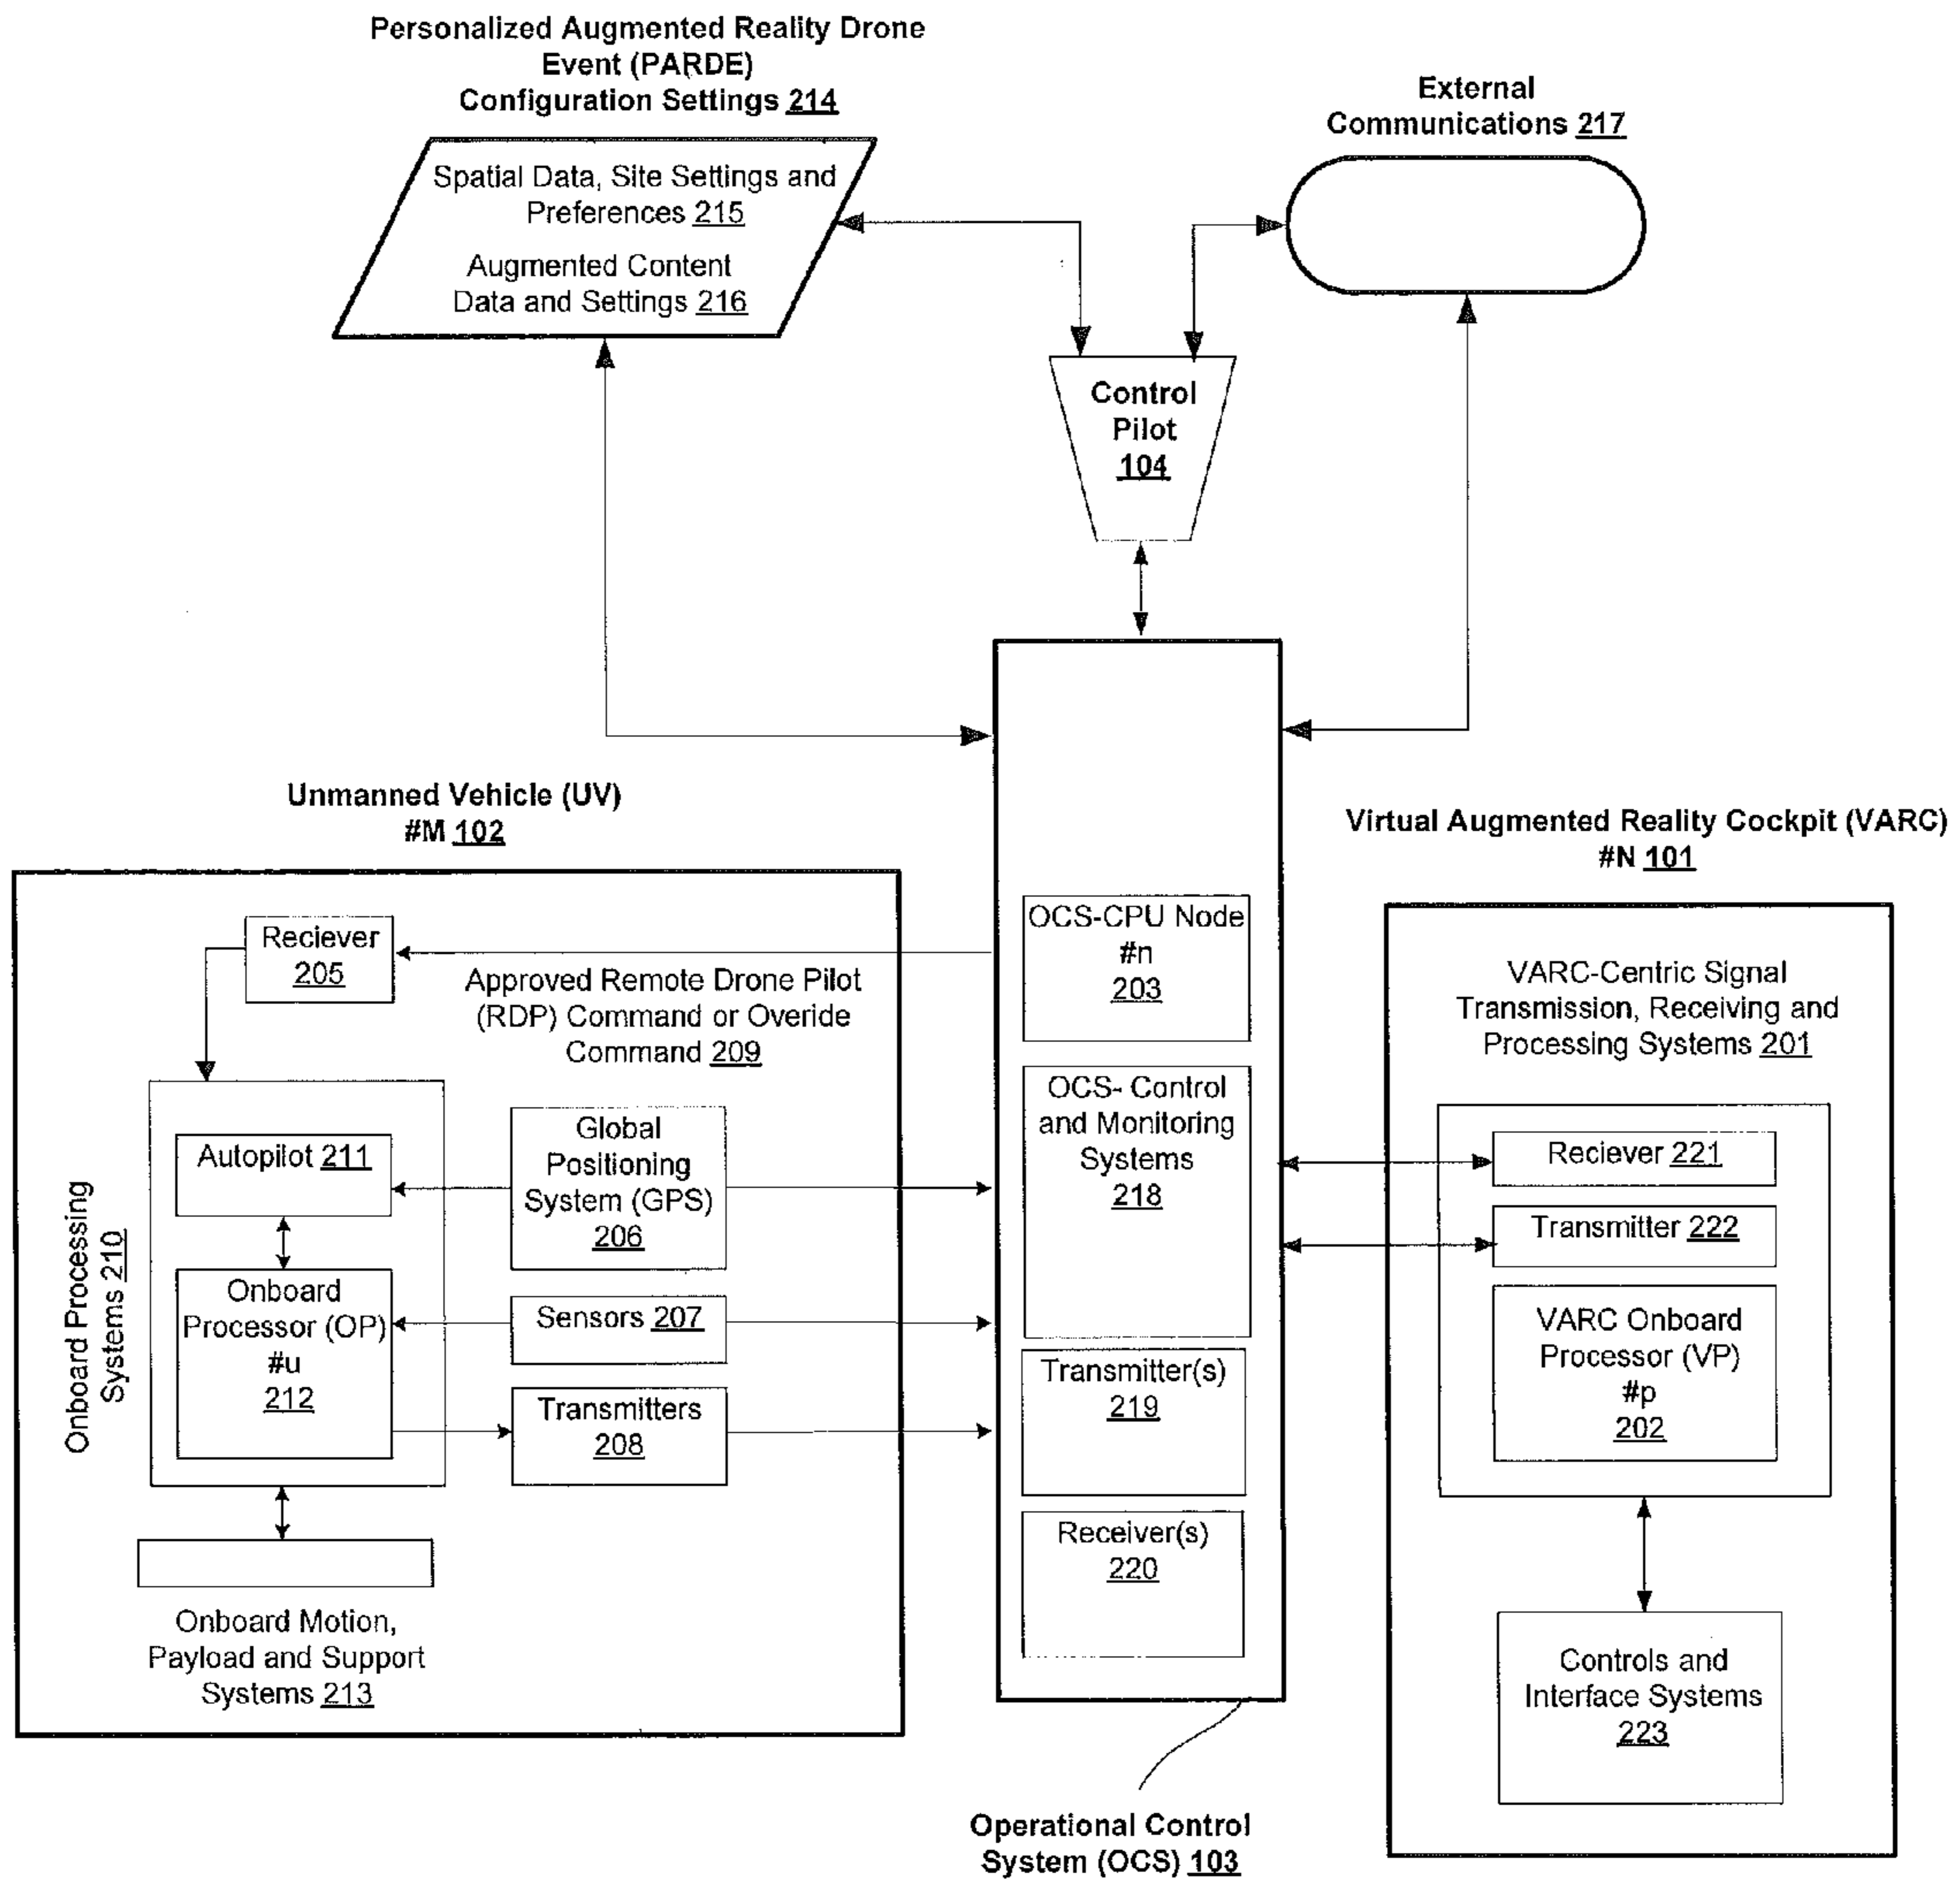 Personalized Augmented Reality Drone
Event (PARDE)
Configuration Settings 214
Spatial Data, Site Settings and
Preferences 215
Augmented Content
Data and Settings 216
External
Communications 217
Control
Pilot
104
Unmanned Vehicle (UV)
#M 102
Reciever
205
Approved Remote Drone Pilot
(RDP) Command or Overide
Command 209
Onboard Processing
Systems 210
Autopilot 211
Global
Positioning
System (GPS)
206
Onboard
Processor (OP)
#u
212
Sensors 207
Transmitters
208
Onboard Motion,
Payload and Support
Systems 213
OCS-CPU Node
#n
203
OCS- Control
and Monitoring
Systems
218
Transmitter(s)
219
Receiver(s)
220
Operational Control
System (OCS) 103
Virtual Augmented Reality Cockpit (VARC)
#N 101
VARC-Centric Signal
Transmission, Receiving and
Processing Systems 201
Reciever 221
Transmitter 222
VARC Onboard
Processor (VP)
#p
202
Controls and
Interface Systems
223